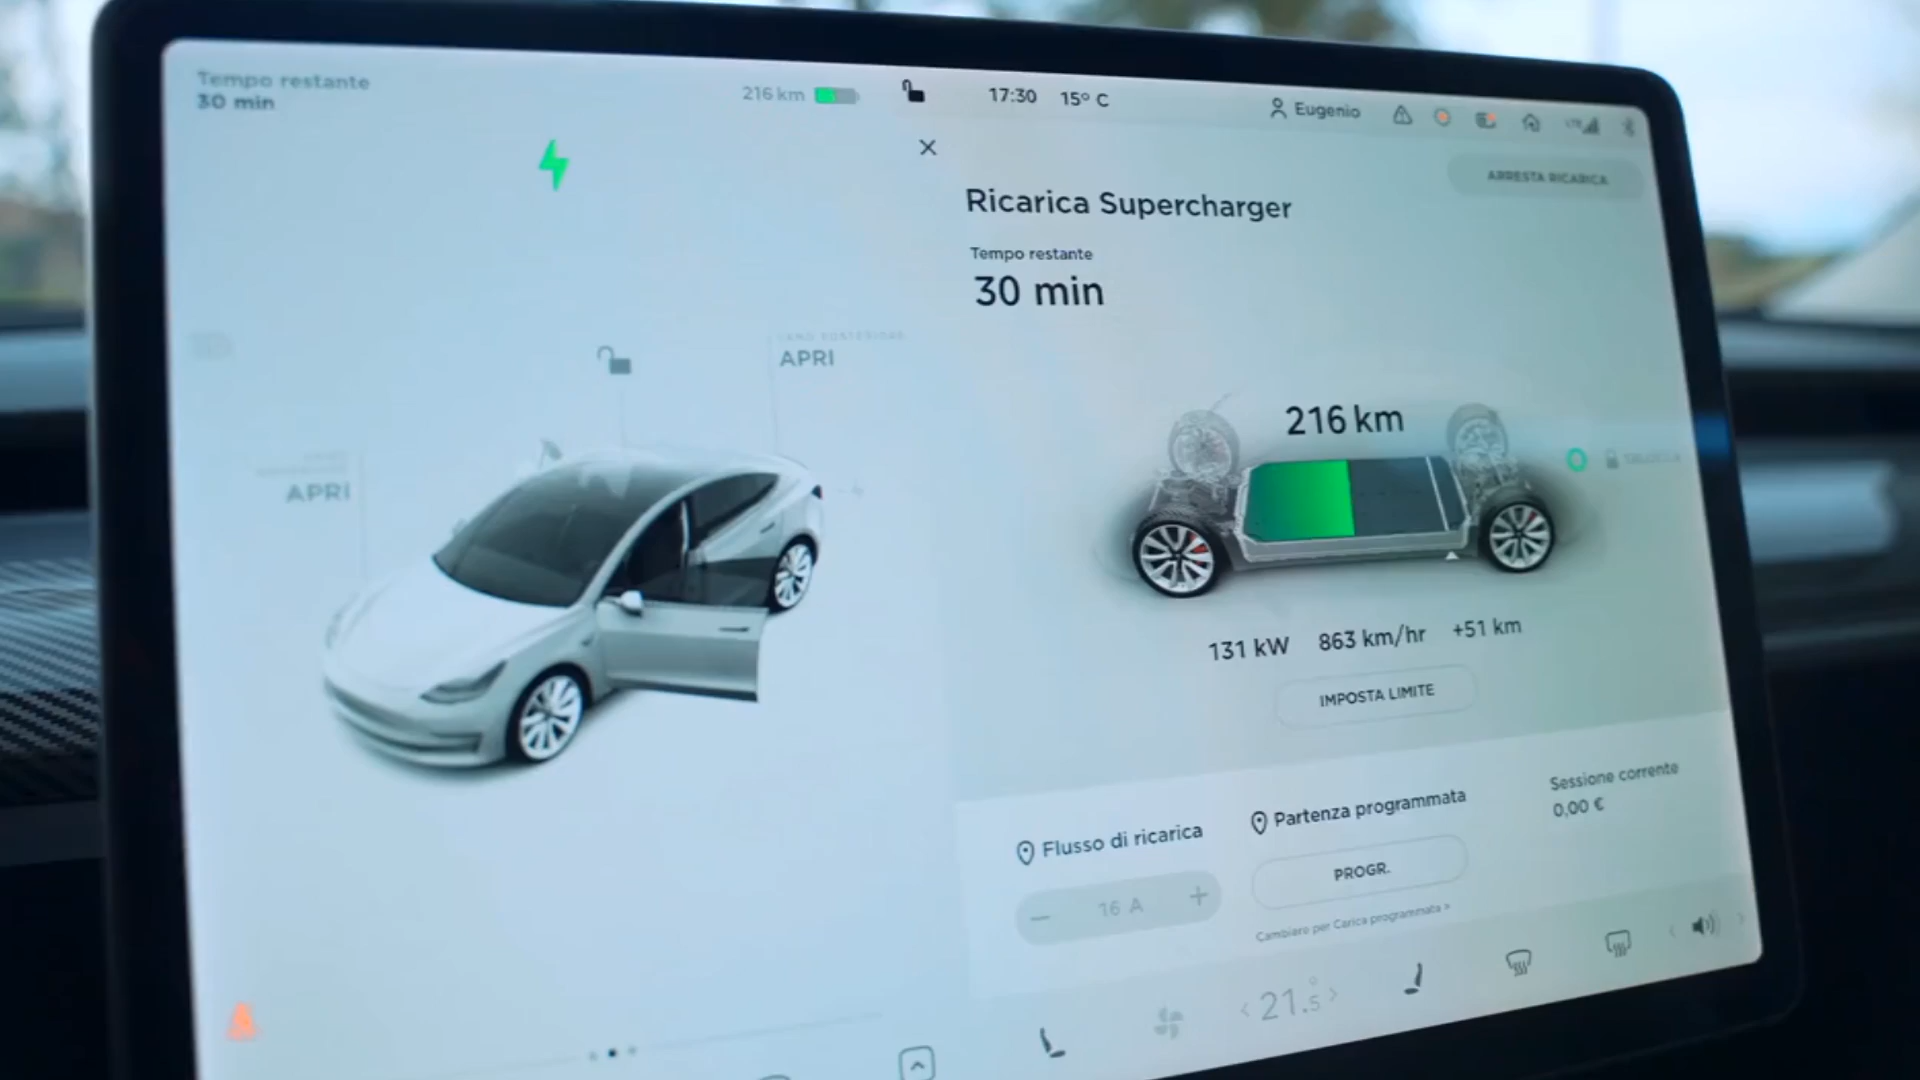 Tempo restante
30 min
216 km
17:30
15° C
Eugenio
LTE
ARRESTA RICARICA
Ricarica Supercharger
Tempo restante
30 min
APRI
APRI
216 km
131 kW
863 km/hr
+51 km
IMPOSTA LIMITE
Flusso di ricarica
16 A
Partenza programmata
PROGR.
Cambiare per Carica programmata >
Sessione corrente
0,00 €
21.5